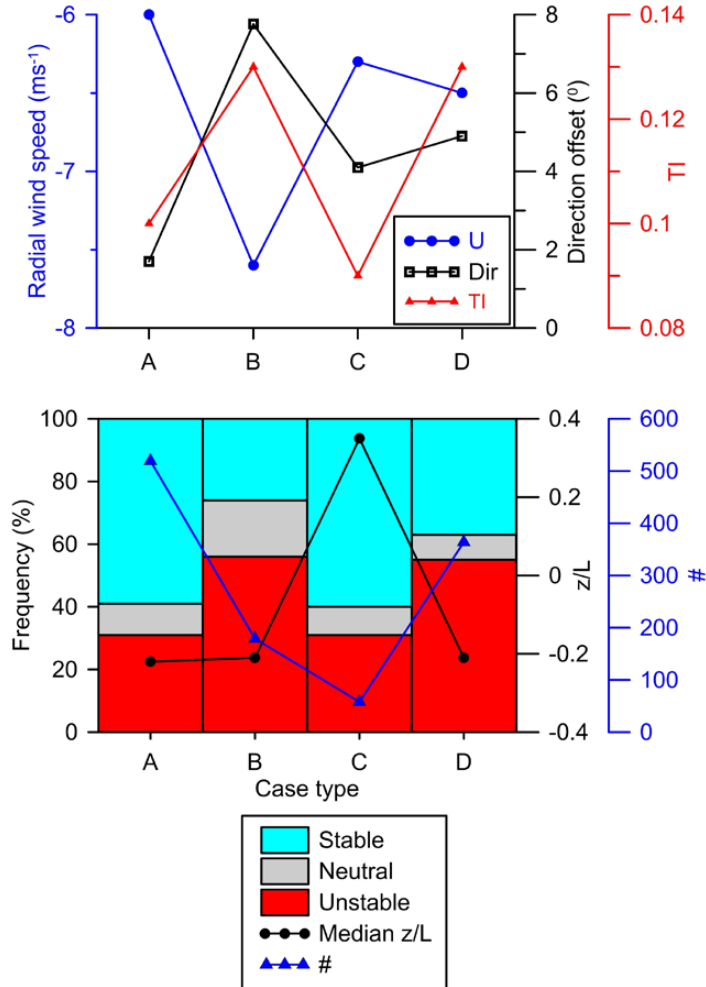 Radial wind speed (ms⁻¹)
-6
-7
-8
A
B
C
D
U
Dir
TI
8
6
4
2
0
Direction offset (⁰)
0.14
0.12
0.1
0.08
TI
Frequency (%)
100
80
60
40
20
0
A
B
C
D
Case type
0.4
0.2
0
-0.2
-0.4
z/L
600
500
400
300
200
100
0
#
Stable
Neutral
Unstable
Median z/L
#